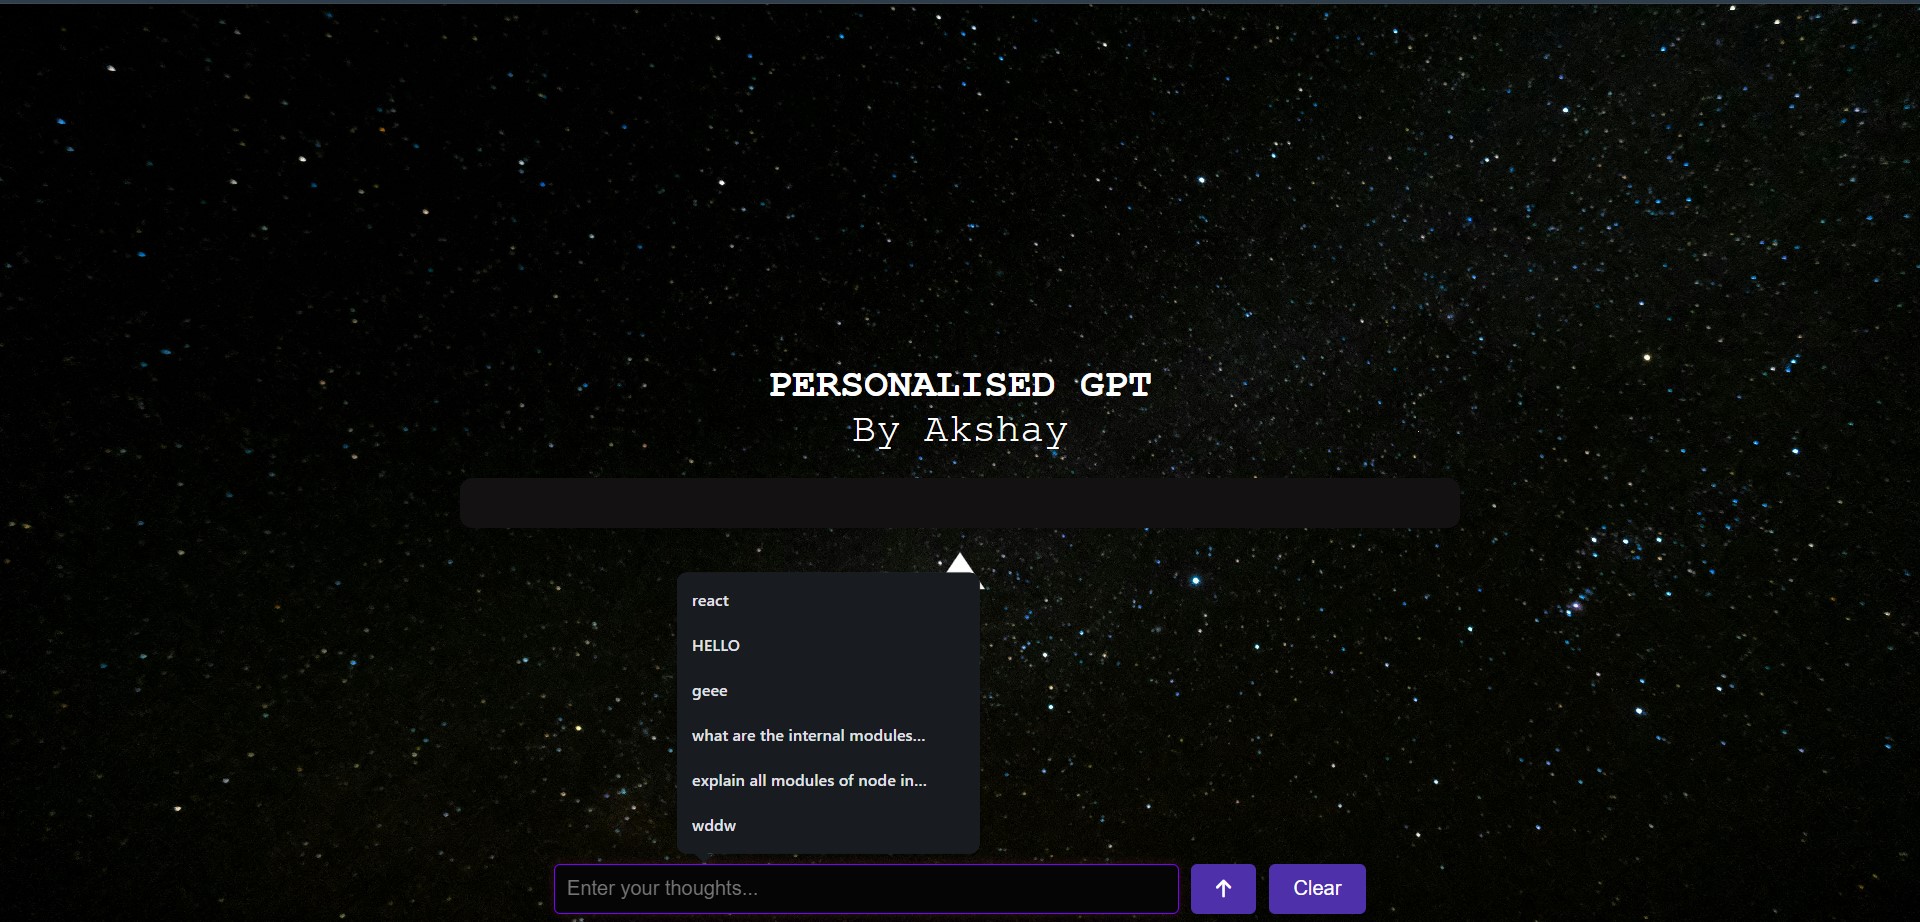 PERSONALISED GPT
By Akshay
react
HELLO
geee
what are the internal modules...
explain all modules of node in...
wddw
Enter your thoughts...
Clear